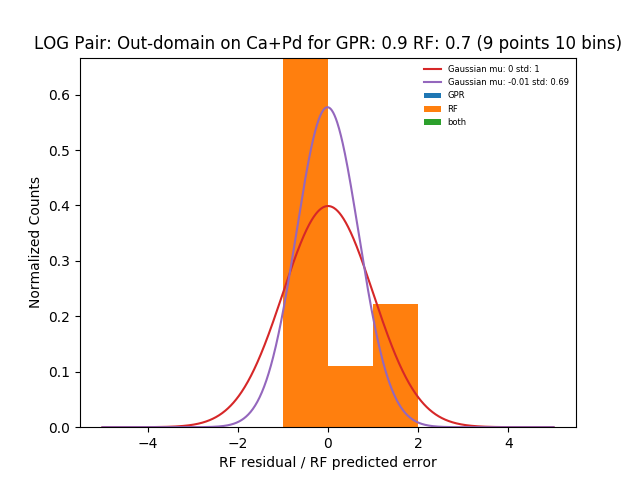 LOG Pair: Out-domain on Ca+Pd for GPR: 0.9 RF: 0.7 (9 points 10 bins)
Gaussian mu: 0 std: 1
Gaussian mu: -0.01 std: 0.69
GPR
RF
both
Normalized Counts
0.6
0.5
0.4
0.3
0.2
0.1
0.0
−4
−2
0
2
4
RF residual / RF predicted error